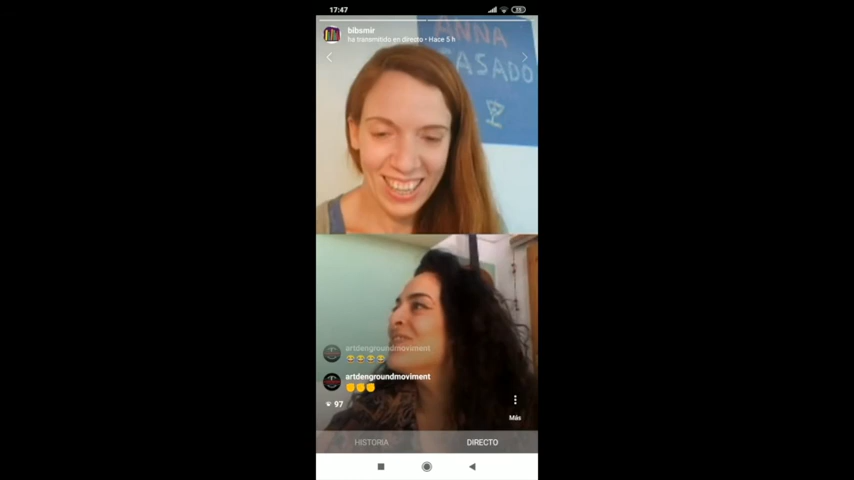 17:47
bibsmir
ha transmitido en directo • Hace 5 h
ANNA
CASADO
artdengroundmoviment
artdengroundmoviment
97
Más
HISTORIA
DIRECTO